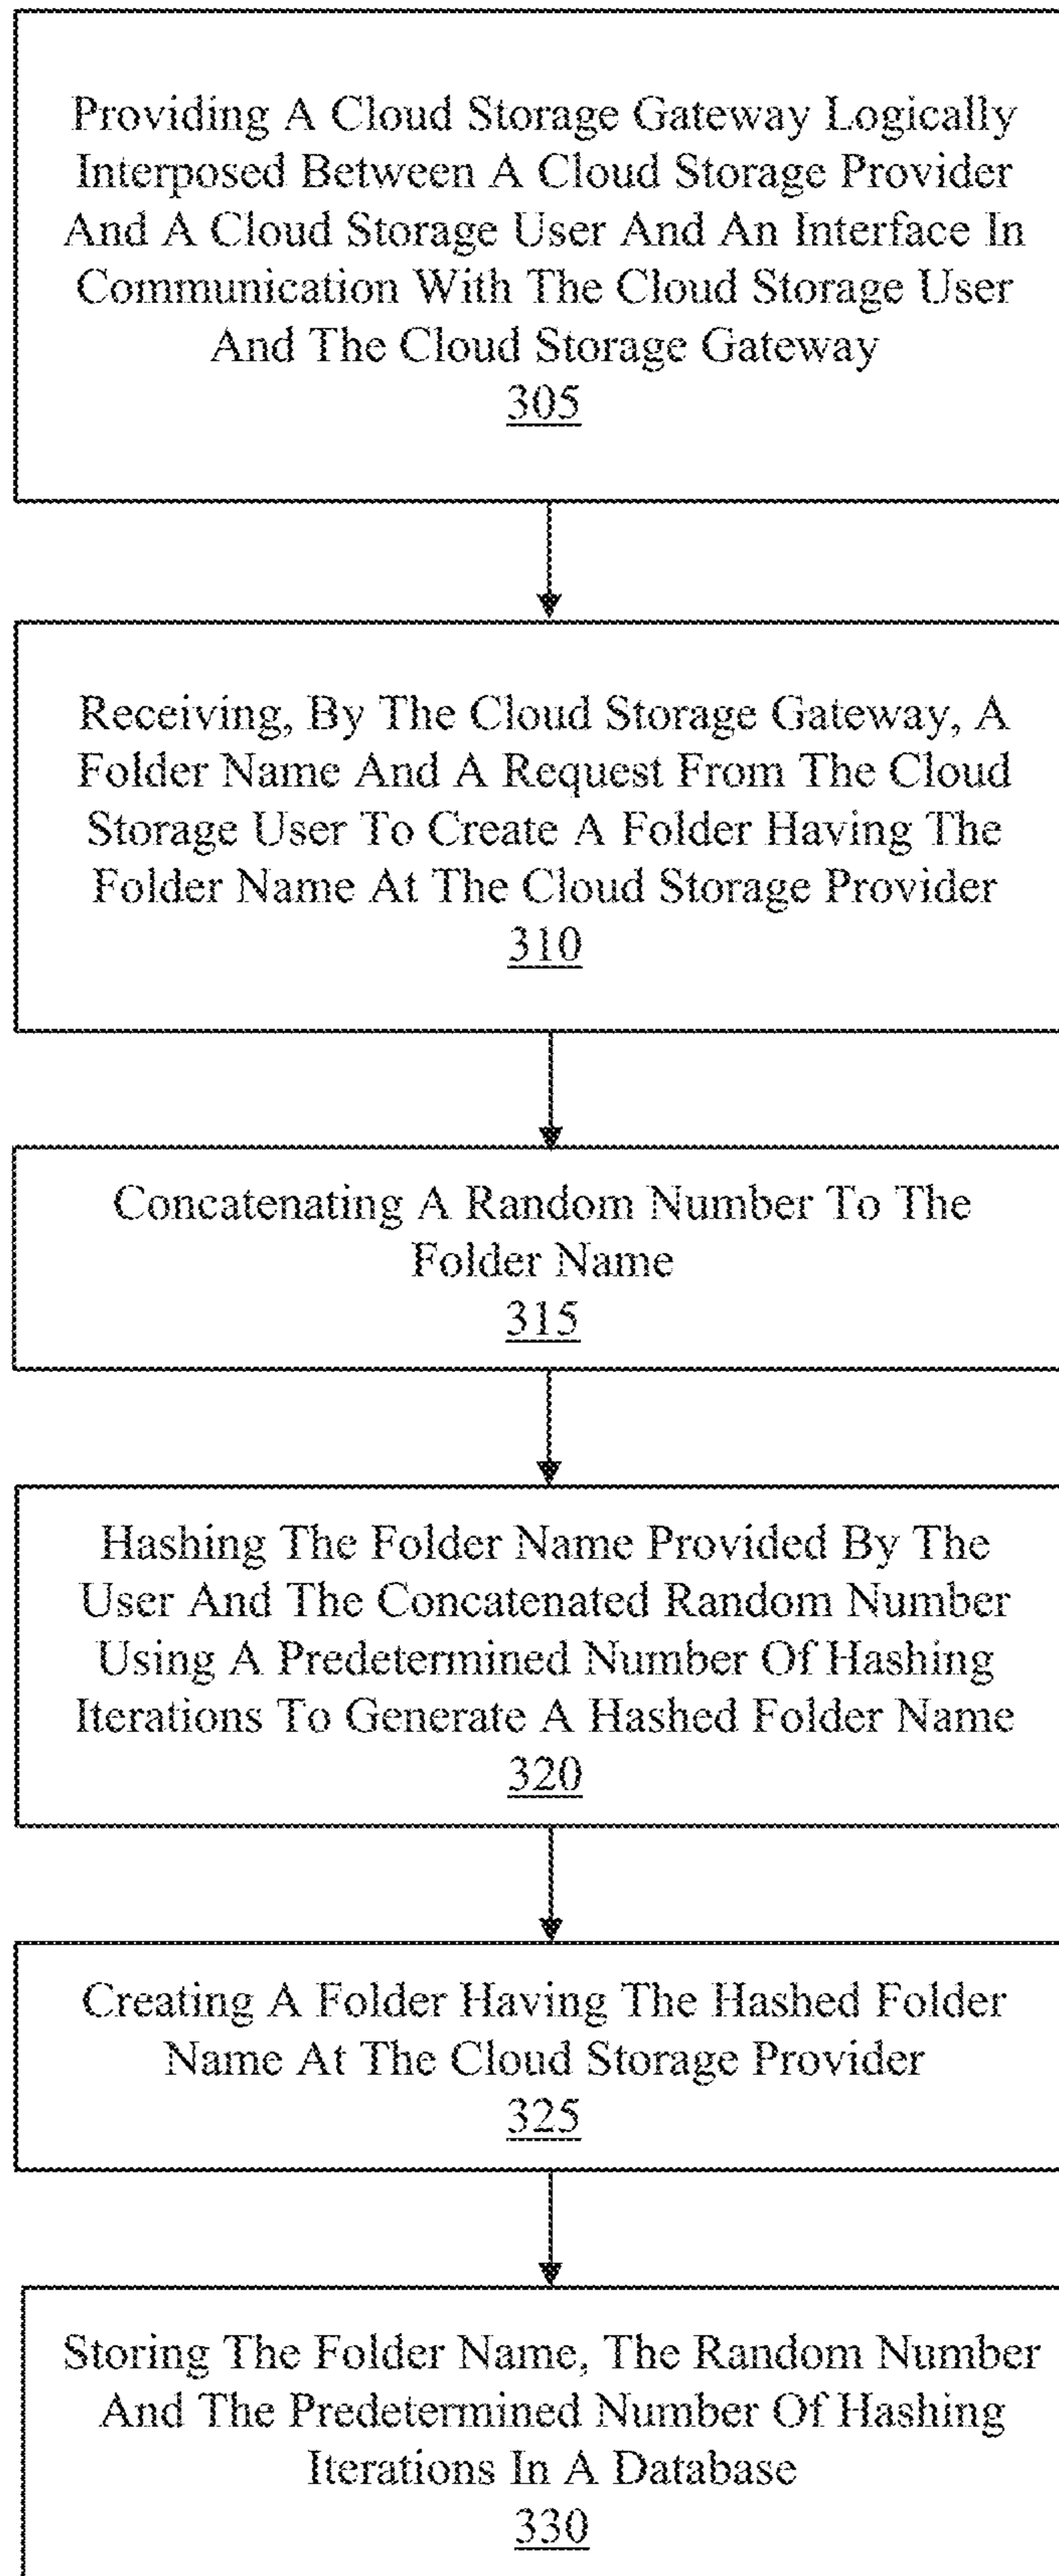 Providing A Cloud Storage Gateway Logically
Interposed Between A Cloud Storage Provider
And A Cloud Storage User And An Interface In
Communication With The Cloud Storage User
And The Cloud Storage Gateway
305
Receiving, By The Cloud Storage Gateway, A
Folder Name And A Request From The Cloud
Storage User To Create A Folder Having The
Folder Name At The Cloud Storage Provider
310
Concatenating A Random Number To The
Folder Name
315
Hashing The Folder Name Provided By The
User And The Concatenated Random Number
Using A Predetermined Number Of Hashing
Iterations To Generate A Hashed Folder Name
320
Creating A Folder Having The Hashed Folder
Name At The Cloud Storage Provider
325
Storing The Folder Name, The Random Number
And The Predetermined Number Of Hashing
Iterations In A Database
330